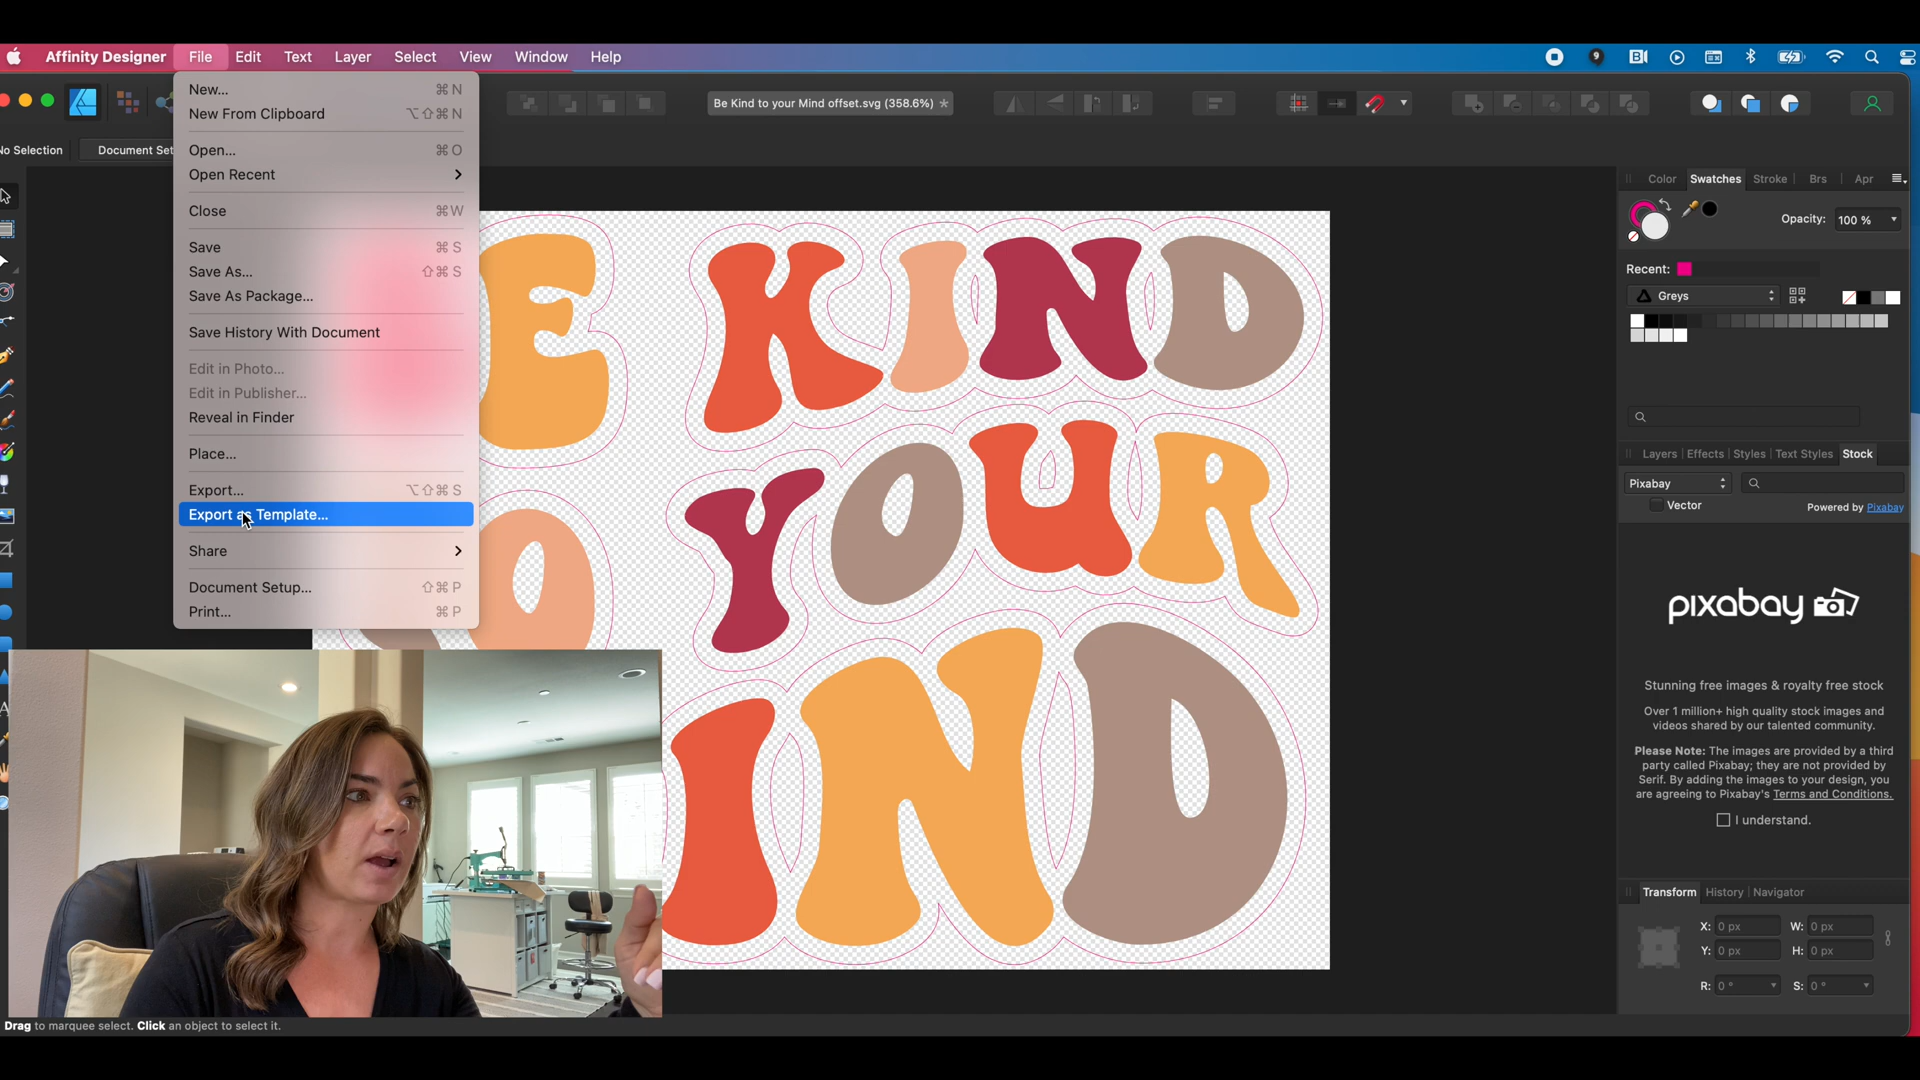 Affinity Designer File Edit Text Layer Select View Window Help
Be Kind to your Mind offset.svg (358.6%) *
No Selection Document Set
New... ⌘ N
New From Clipboard ⌥⇧⌘ N
Open... ⌘ O
Open Recent >
Close ⌘ W
Save ⌘ S
Save As... ⇧⌘ S
Save As Package...
Save History With Document
Edit in Photo...
Edit in Publisher...
Reveal in Finder
Place...
Export... ⌥⇧⌘ S
Export as Template...
Share >
Document Setup... ⇧⌘ P
Print... ⌘ P
E KIND
O YOUR
IND
Color Swatches Stroke Brs Apr
Opacity: 100 %
Recent:
Greys
Layers Effects Styles Text Styles Stock
Pixabay
Vector Powered by Pixabay
pixabay
Stunning free images & royalty free stock
Over 1 million+ high quality stock images and
videos shared by our talented community.
Please Note: The images are provided by a third
party called Pixabay; they are not provided by
Serif. By adding the images to your design, you
are agreeing to Pixabay's Terms and Conditions.
I understand.
Transform History Navigator
X: 0 px W: 0 px
Y: 0 px H: 0 px
R: 0 ° S: 0 °
Drag to marquee select. Click an object to select it.